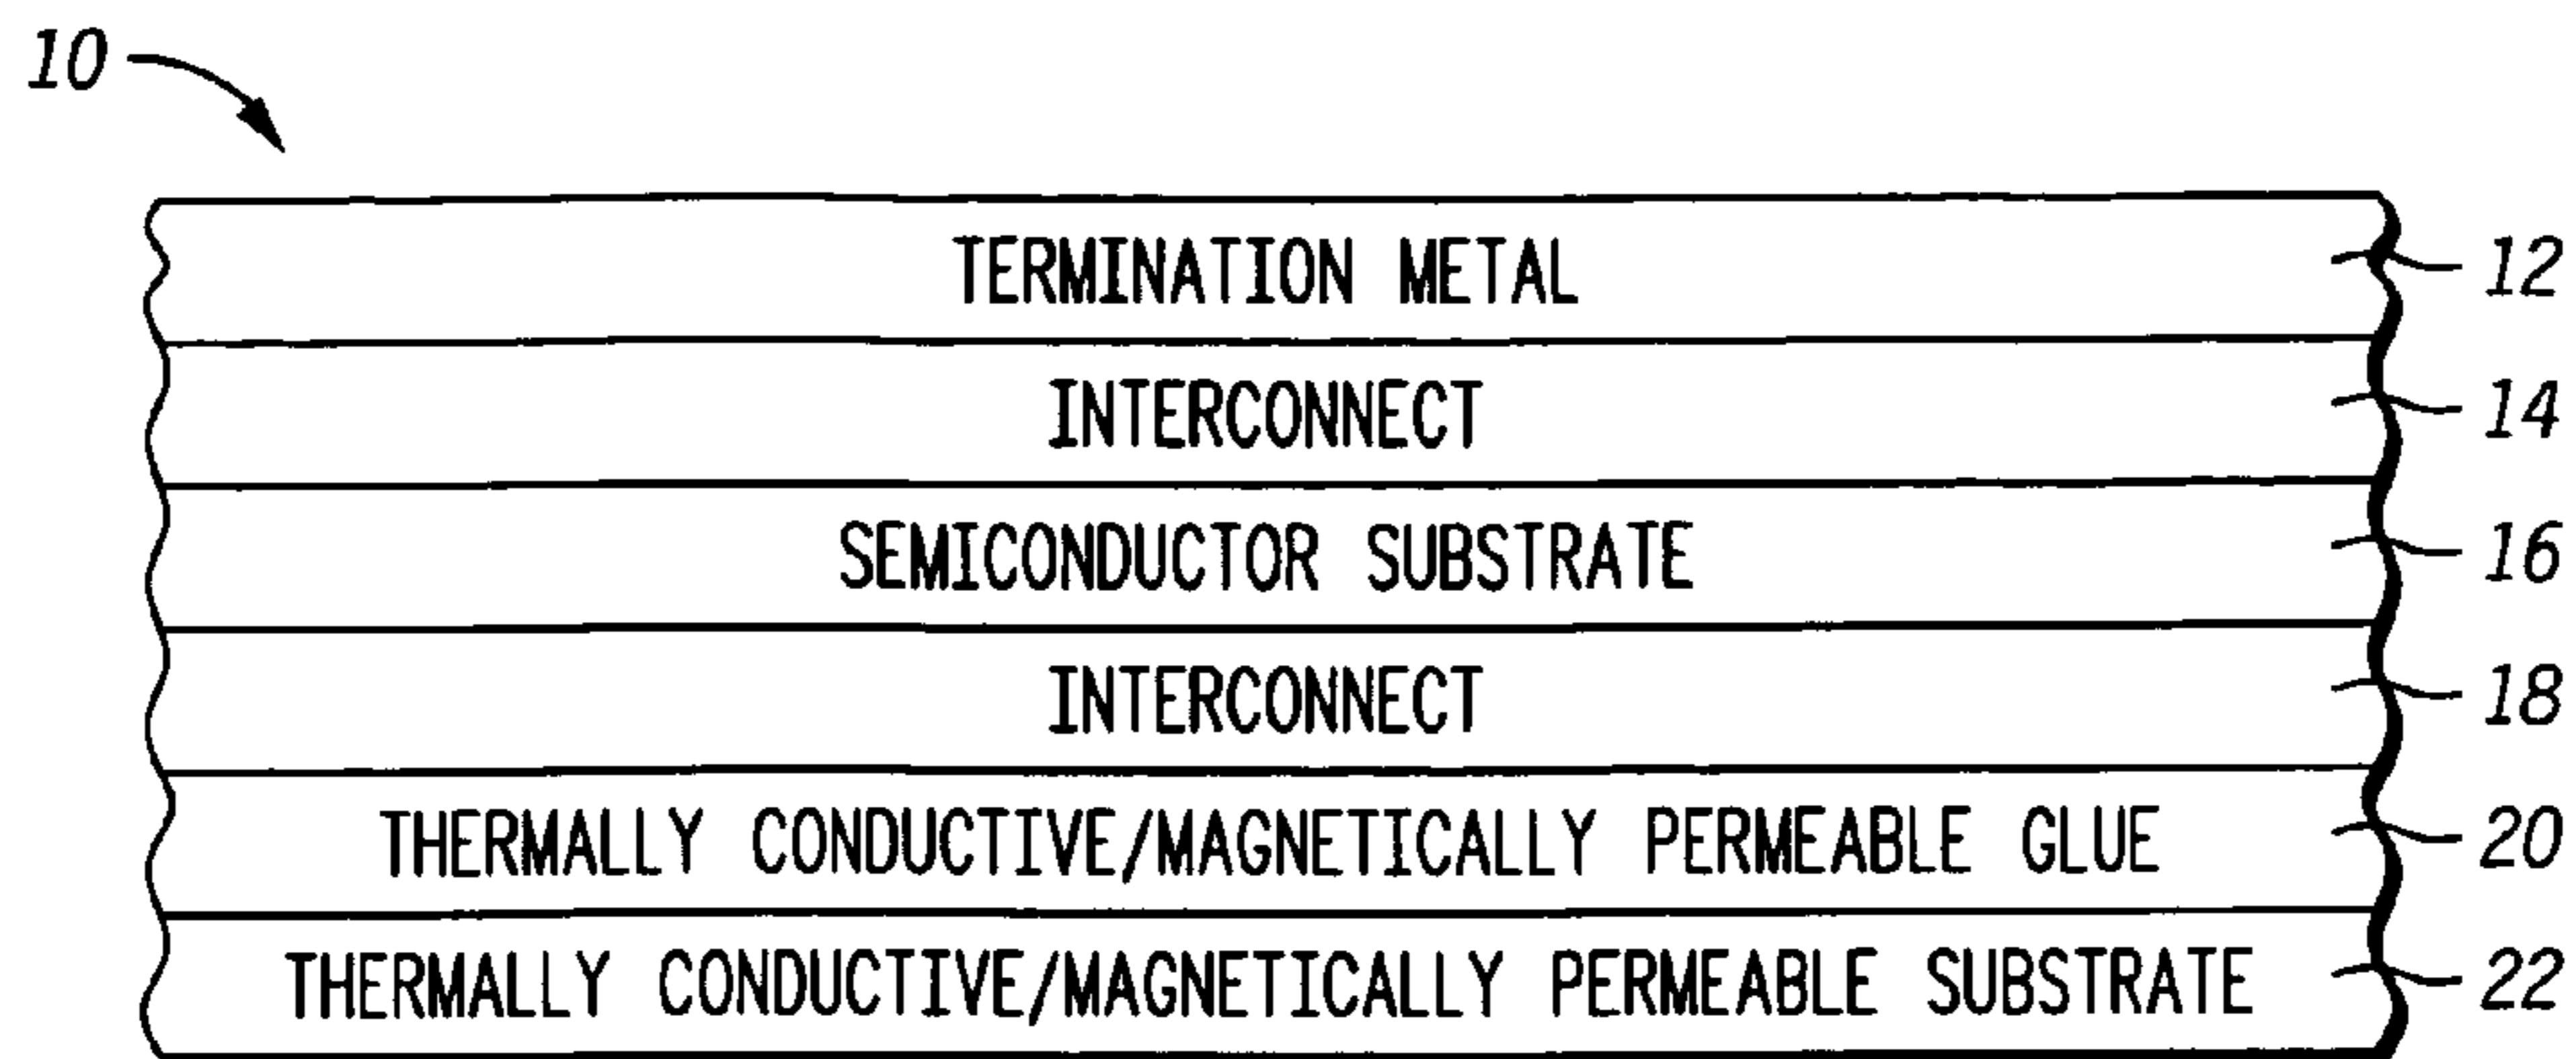 10
TERMINATION METAL 12
INTERCONNECT 14
SEMICONDUCTOR SUBSTRATE 16
INTERCONNECT 18
THERMALLY CONDUCTIVE/MAGNETICALLY PERMEABLE GLUE 20
THERMALLY CONDUCTIVE/MAGNETICALLY PERMEABLE SUBSTRATE 22